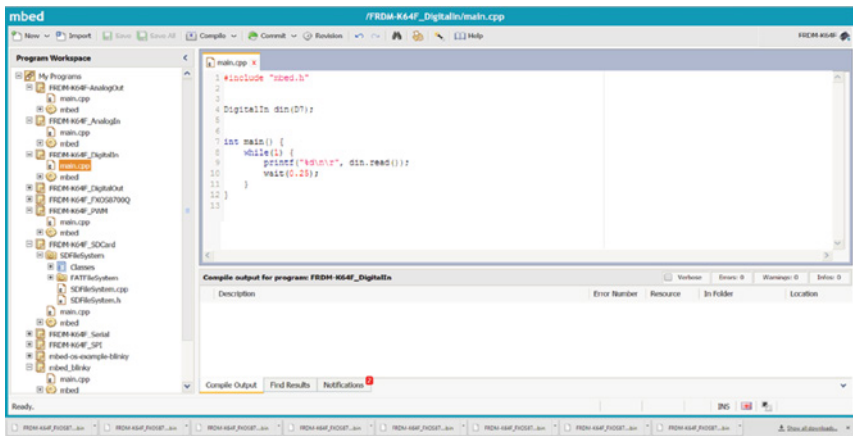 mbed
/FRDM-K64F_DigitalIn/main.cpp
New Import Save Save All Compile Commit Revision Help FRDM-K64F
Program Workspace
main.cpp
My Programs
FRDM-K64F-AnalogOut
main.cpp
mbed
FRDM-K64F_AnalogIn
main.cpp
mbed
FRDM-K64F_DigitalIn
main.cpp
mbed
FRDM-K64F_DigitalOut
FRDM-K64F_FXOS8700Q
FRDM-K64F_PWM
main.cpp
mbed
FRDM-K64F_SDCard
SDFileSystem
Classes
FATFileSystem
SDFileSystem.cpp
SDFileSystem.h
main.cpp
mbed
FRDM-K64F_Serial
FRDM-K64F_SPI
mbed-os-example-blinky
mbed_blinky
main.cpp
mbed
1 #include "mbed.h"
2
3
4 DigitalIn din(D7);
5
6
7 int main() {
8 while(1) {
9 printf("%d\n\r", din.read());
10 wait(0.25);
11 }
12 }
13
Compile output for program: FRDM-K64F_DigitalIn Verbose Errors: 0 Warnings: 0 Infos: 0
Description Error Number Resource In Folder Location
Compile Output Find Results Notifications 2
Ready. INS
Show all downloads...